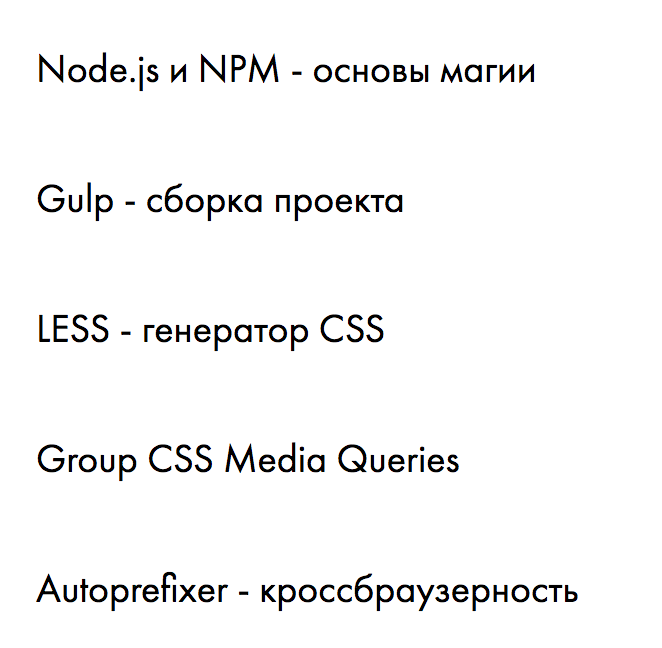 Node.js и NPM - основы магии
Gulp - сборка проекта
LESS - генератор CSS
Group CSS Media Queries
Autoprefixer - кроссбраузерность